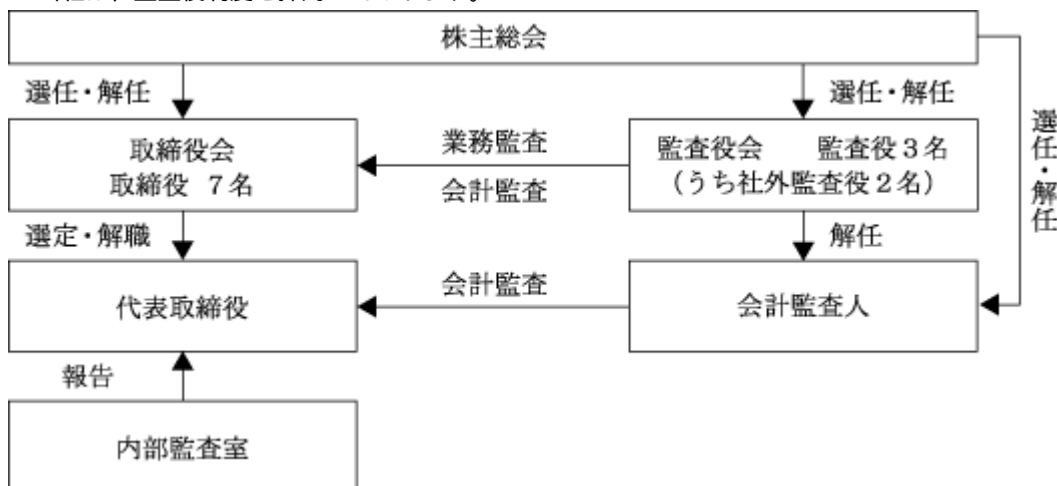 株主総会
選任・解任
選任・解任
選任・解任
取締役会
取締役 7名
業務監査
会計監査
監査役会 監査役3名
(うち社外監査役2名)
選定・解職
解任
代表取締役
会計監査
会計監査人
報告
内部監査室